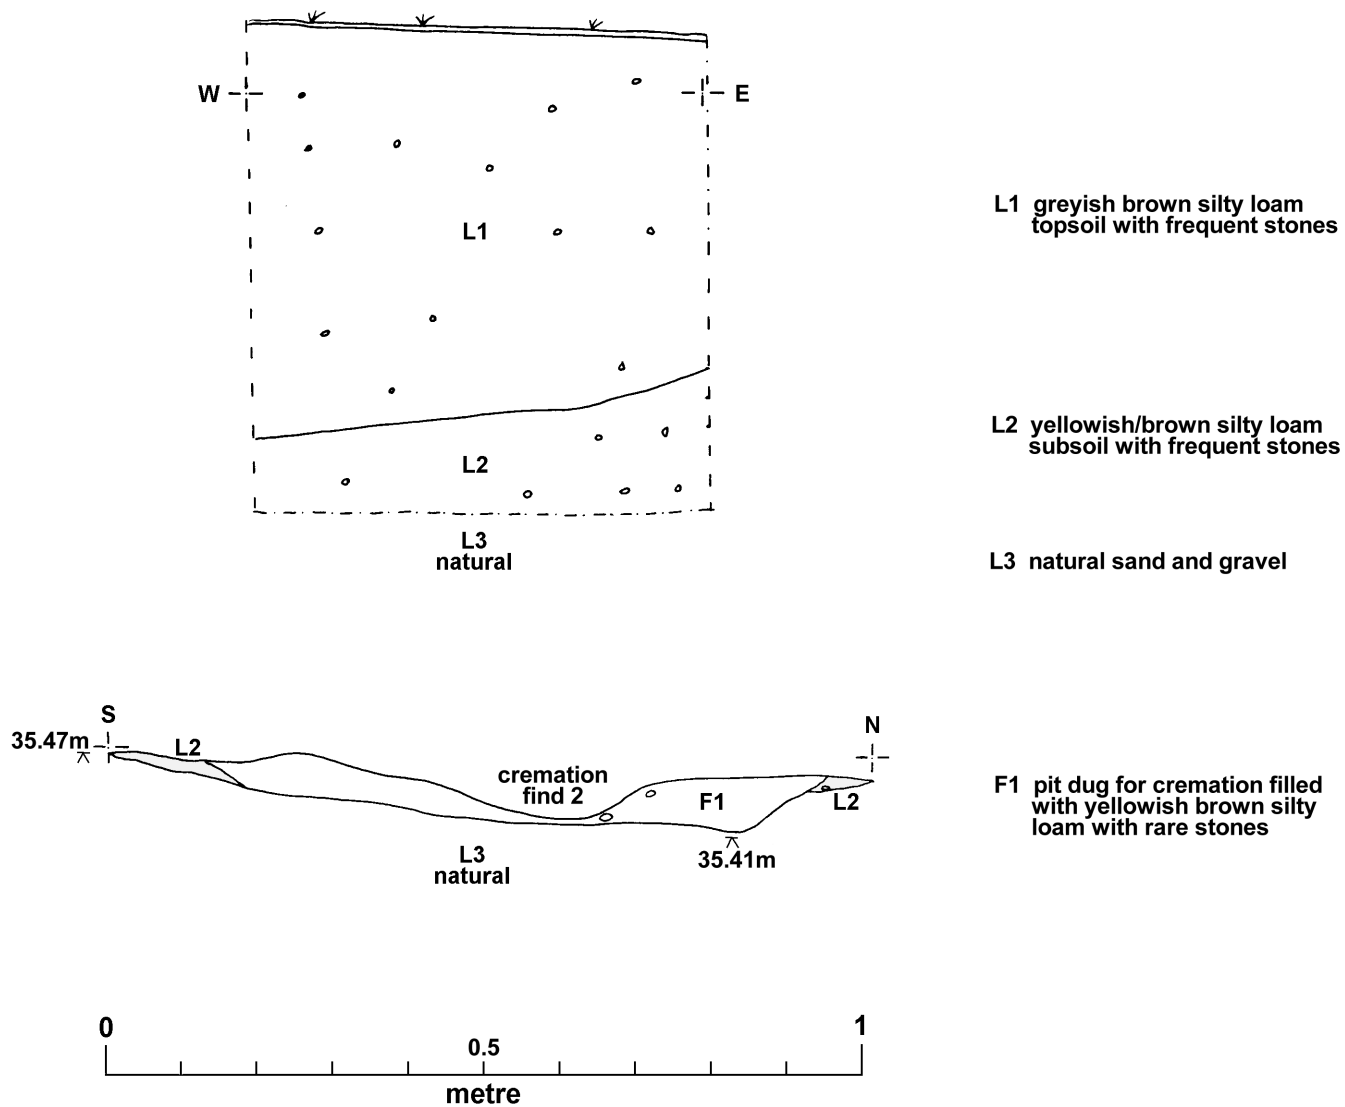 W
E
L1 greyish brown silty loam
topsoil with frequent stones
L1
L2 yellowish/brown silty loam
subsoil with frequent stones
L2
L3
natural
L3 natural sand and gravel
S
N
35.47m
L2
cremation
find 2
F1
L2
F1 pit dug for cremation filled
with yellowish brown silty
loam with rare stones
L3
natural
35.41m
0
0.5
1
metre